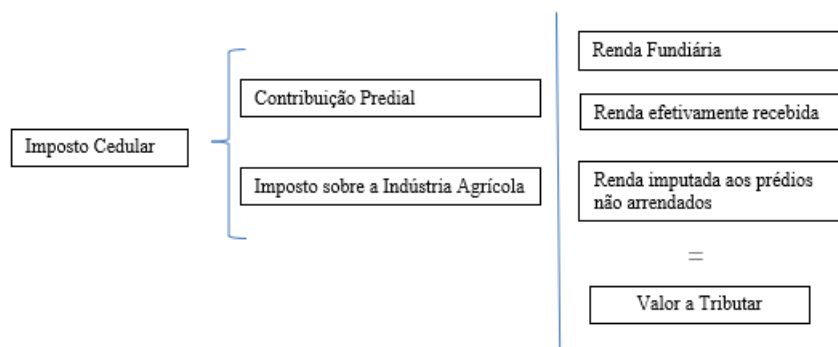 Imposto Cedular
Contribuição Predial
Imposto sobre a Indústria Agrícola
Renda Fundiária
Renda efetivamente recebida
Renda imputada aos prédios
não arrendados
=
Valor a Tributar